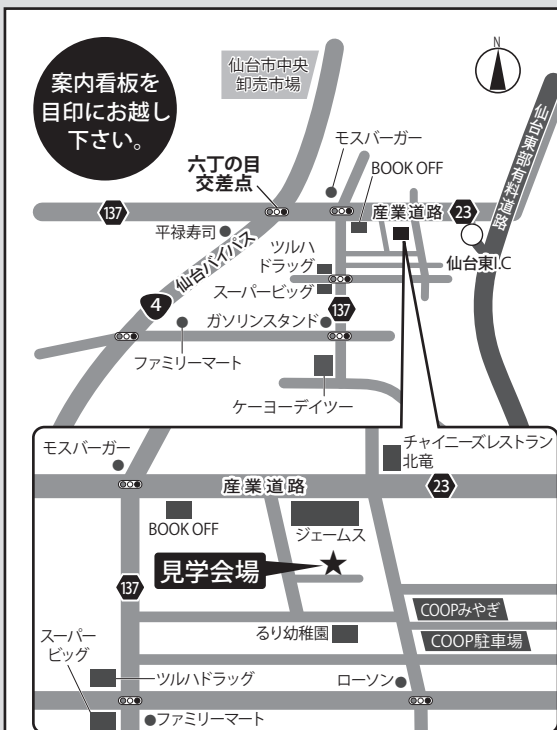 案内看板を
目印にお越し
下さい。
仙台市中央
卸売市場
N
仙台東部有料道路
モスバーガー
六丁の目
交差点
BOOK OFF
137
産業道路
23
平禄寿司
仙台バイパス
ツルハ
ドラッグ
仙台東I.C
スーパービッグ
4
ガソリンスタンド
137
ファミリーマート
ケーヨーデイツー
モスバーガー
チャイニーズレストラン
北竜
産業道路
23
BOOK OFF
ジェームス
見学会場
137
COOPみやぎ
るり幼稚園
COOP駐車場
スーパー
ビッグ
ツルハドラッグ
ローソン
ファミリーマート